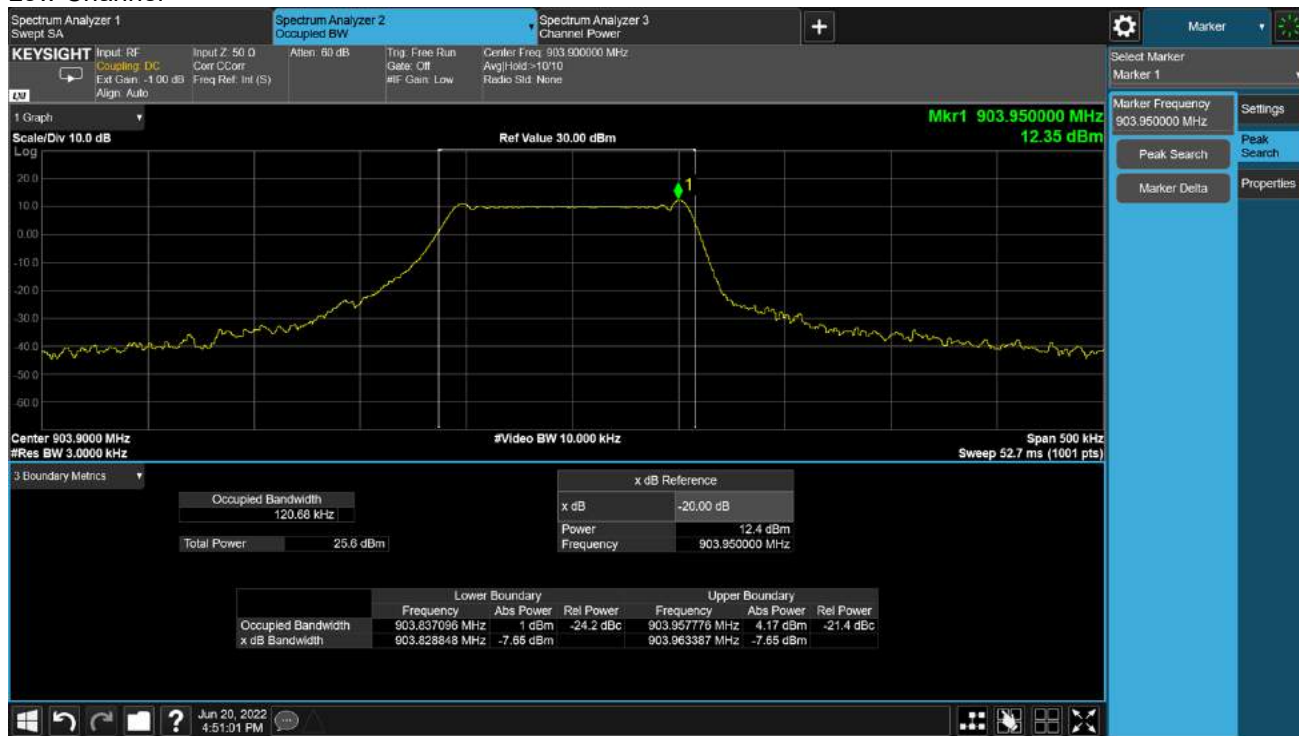 Low Channel
Spectrum Analyzer 1
Swept SA
Spectrum Analyzer 2
Occupied BW
Spectrum Analyzer 3
Channel Power
+
Marker
KEYSIGHT
Input: RF
Coupling: DC
Ext Gain: -1.00 dB
Align: Auto
Input Z: 50 Ω
Corr CCorr
Freq Ref: Int (S)
Atten: 60 dB
Trig: Free Run
Gate: Off
#IF Gain: Low
Center Freq: 903.900000 MHz
Avg|Hold:>10/10
Radio Std: None
LXI
Select Marker
Marker 1
Marker Frequency
903.950000 MHz
Peak Search
Marker Delta
Settings
Peak
Search
Properties
1 Graph
Scale/Div 10.0 dB
Log
Ref Value 30.00 dBm
Mkr1 903.950000 MHz
12.35 dBm
20.0
10.0
0.00
-10.0
-20.0
-30.0
-40.0
-50.0
-60.0
1
Center 903.9000 MHz
#Res BW 3.0000 kHz
#Video BW 10.000 kHz
Span 500 kHz
Sweep 52.7 ms (1001 pts)
3 Boundary Metrics
Occupied Bandwidth
120.68 kHz
Total Power 25.6 dBm
x dB Reference
x dB -20.00 dB
Power 12.4 dBm
Frequency 903.950000 MHz
Lower Boundary Upper Boundary
Frequency Abs Power Rel Power Frequency Abs Power Rel Power
Occupied Bandwidth 903.837096 MHz 1 dBm -24.2 dBc 903.957776 MHz 4.17 dBm -21.4 dBc
x dB Bandwidth 903.828848 MHz -7.65 dBm 903.963387 MHz -7.65 dBm
?
Jun 20, 2022
4:51:01 PM